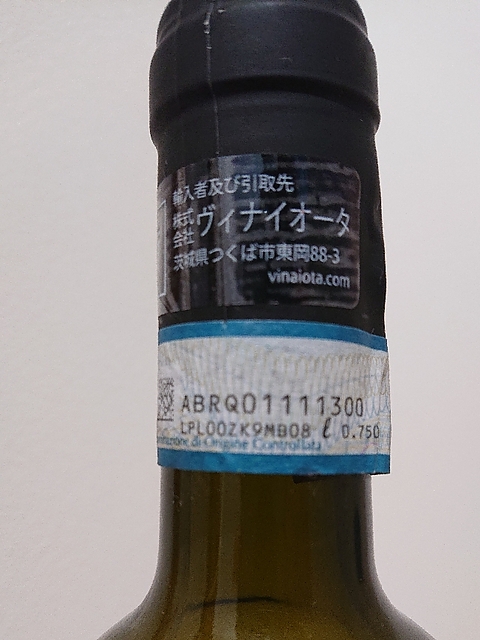 輸入者及び引取先
株式会社 ヴィナイオータ
茨城県つくば市東岡88-3
vinaiota.com
ABRQ01111300
LPL00ZK9MB08 ℓ 0.750
di Origine Controllata